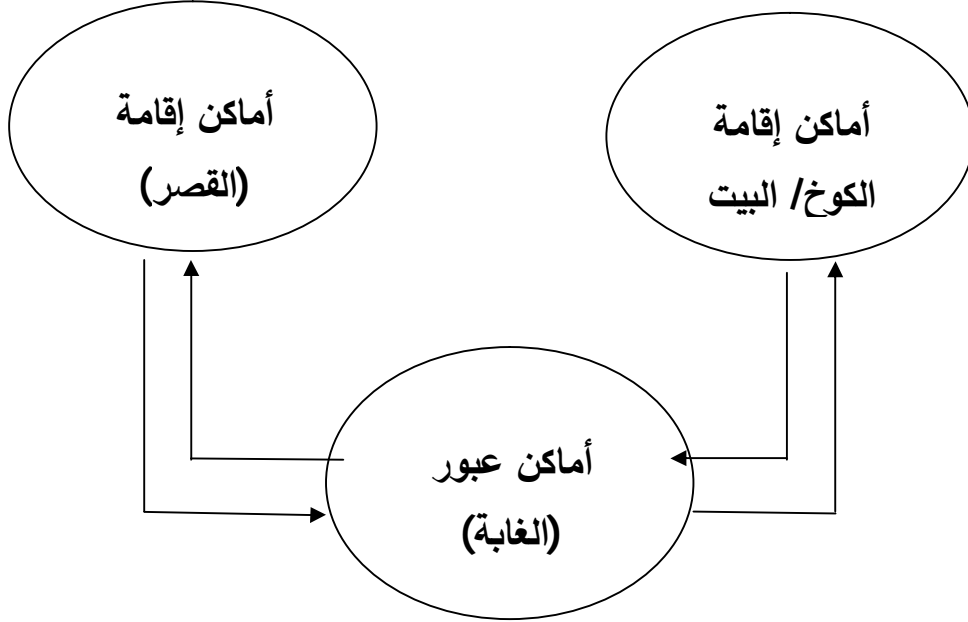 أماكن إقامة
الكوخ/ البيت
أماكن إقامة
(القصر)
أماكن عبور
(الغابة)